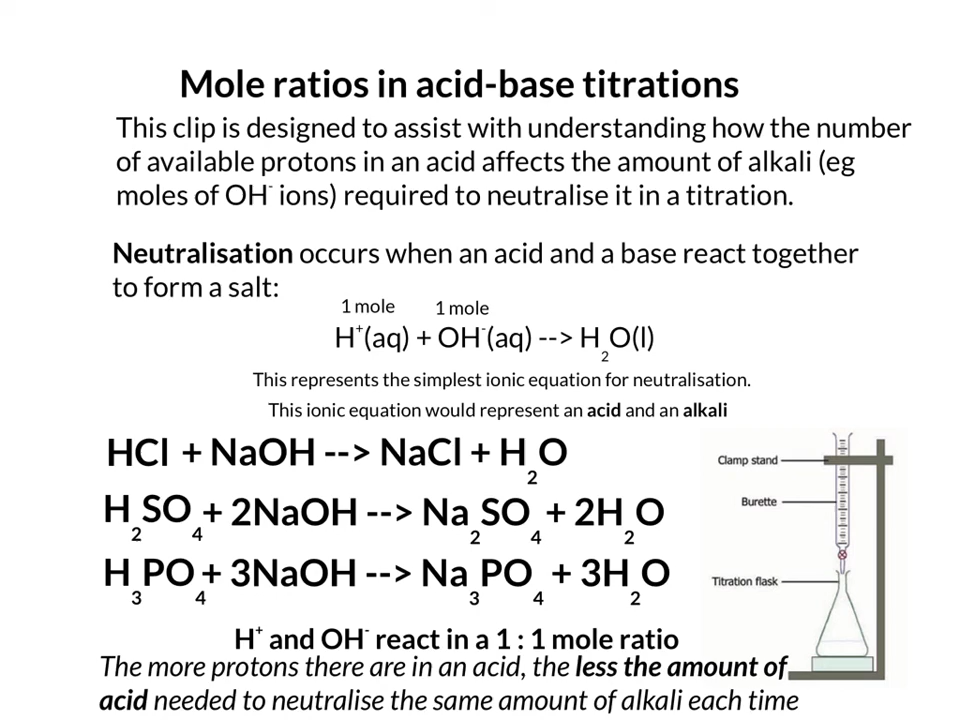 Mole ratios in acid-base titrations
This clip is designed to assist with understanding how the number
of available protons in an acid affects the amount of alkali (eg
moles of OH⁻ ions) required to neutralise it in a titration.
Neutralisation occurs when an acid and a base react together
to form a salt:
1 mole 1 mole
H⁺(aq) + OH⁻(aq) --> H₂O(l)
This represents the simplest ionic equation for neutralisation.
This ionic equation would represent an acid and an alkali
HCl + NaOH --> NaCl + H₂O
H₂SO₄ + 2NaOH --> Na₂SO₄ + 2H₂O
H₃PO₄ + 3NaOH --> Na₃PO₄ + 3H₂O
Clamp stand
Burette
Titration flask
H⁺ and OH⁻ react in a 1 : 1 mole ratio
The more protons there are in an acid, the less the amount of
acid needed to neutralise the same amount of alkali each time